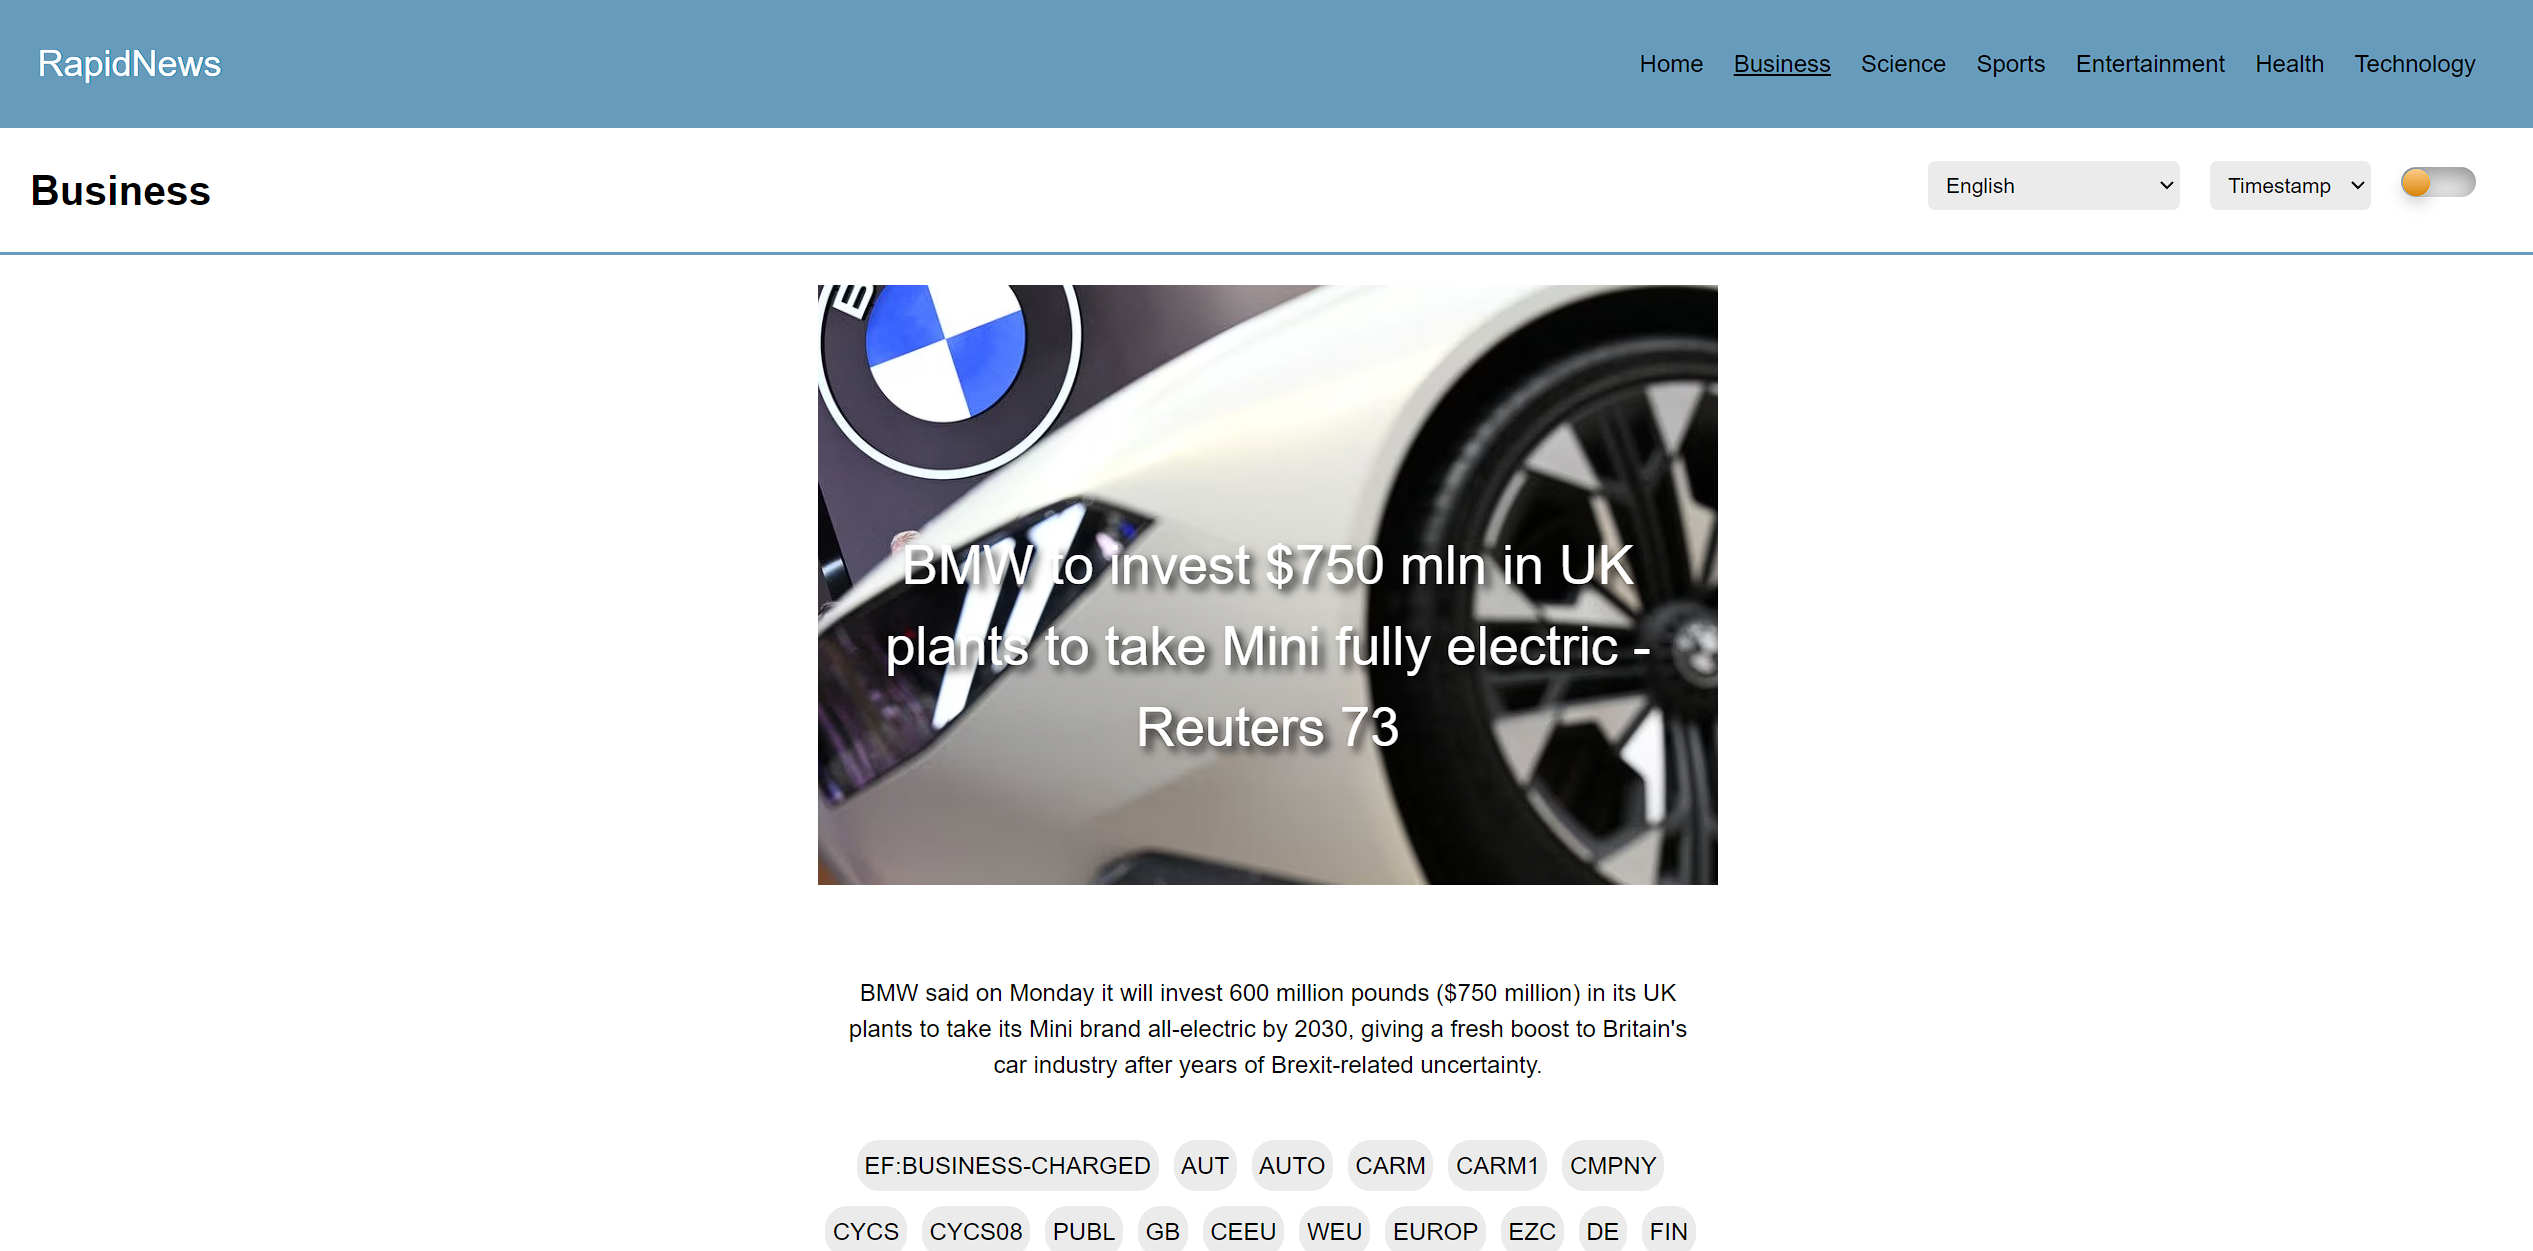 RapidNews
Home Business Science Sports Entertainment Health Technology
Business
English Timestamp
B
BMW to invest $750 mln in UK
plants to take Mini fully electric -
Reuters 73
BMW said on Monday it will invest 600 million pounds ($750 million) in its UK
plants to take its Mini brand all-electric by 2030, giving a fresh boost to Britain's
car industry after years of Brexit-related uncertainty.
EF:BUSINESS-CHARGED AUT AUTO CARM CARM1 CMPNY
CYCS CYCS08 PUBL GB CEEU WEU EUROP EZC DE FIN